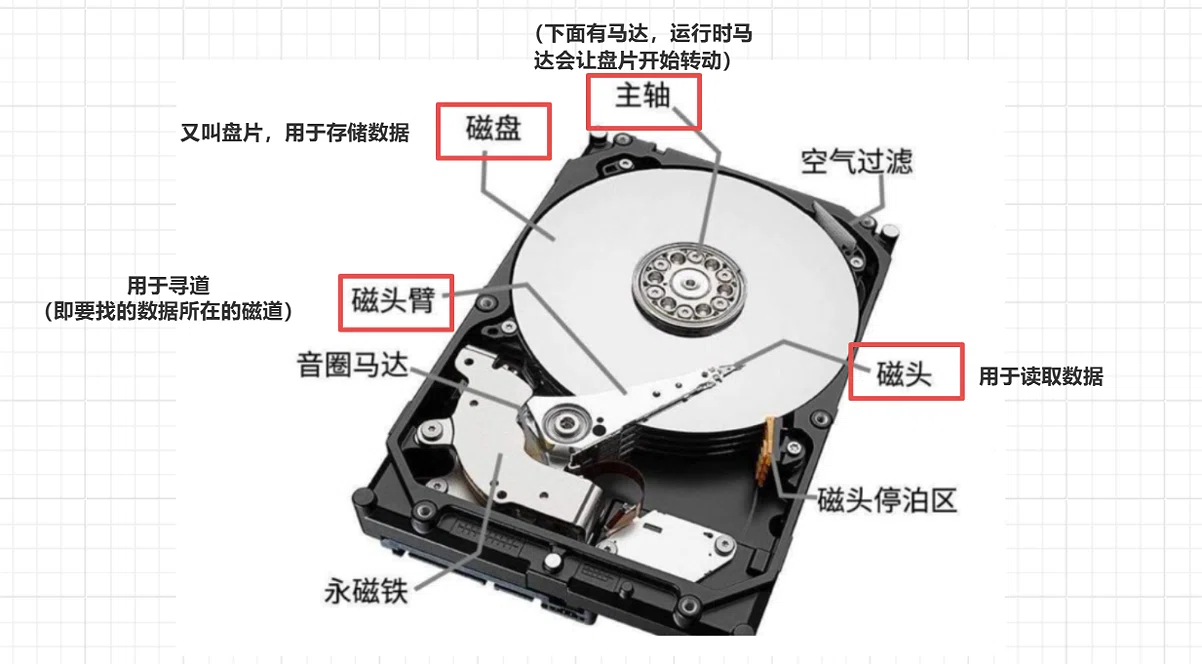 （下面有马达，运行时马
达会让盘片开始转动）
主轴
又叫盘片，用于存储数据
磁盘
空气过滤
用于寻道
（即要找的数据所在的磁道）
磁头臂
音圈马达
磁头
用于读取数据
磁头停泊区
永磁铁